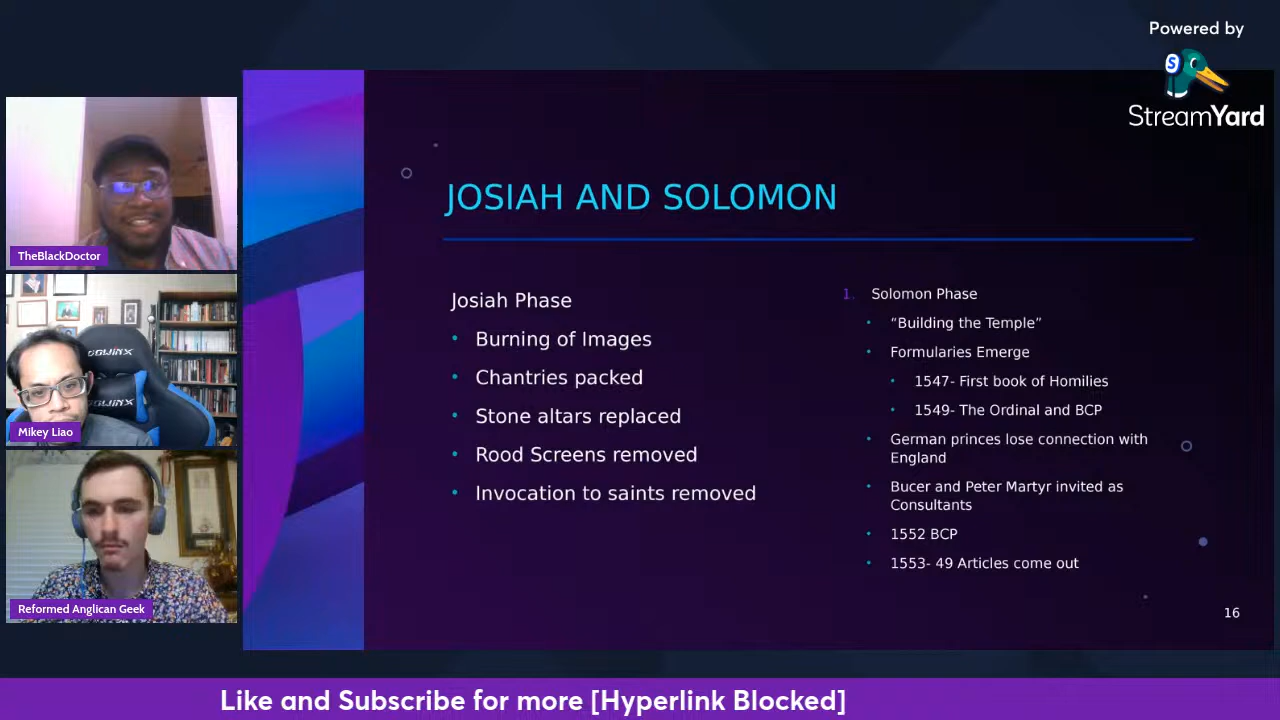 Powered by
StreamYard
TheBlackDoctor
Mikey Liao
Reformed Anglican Geek
JOSIAH AND SOLOMON
Josiah Phase
• Burning of Images
• Chantries packed
• Stone altars replaced
• Rood Screens removed
• Invocation to saints removed
1. Solomon Phase
• “Building the Temple”
• Formularies Emerge
• 1547- First book of Homilies
• 1549- The Ordinal and BCP
• German princes lose connection with
England
• Bucer and Peter Martyr invited as
Consultants
• 1552 BCP
• 1553- 49 Articles come out
16
Like and Subscribe for more [Hyperlink Blocked]